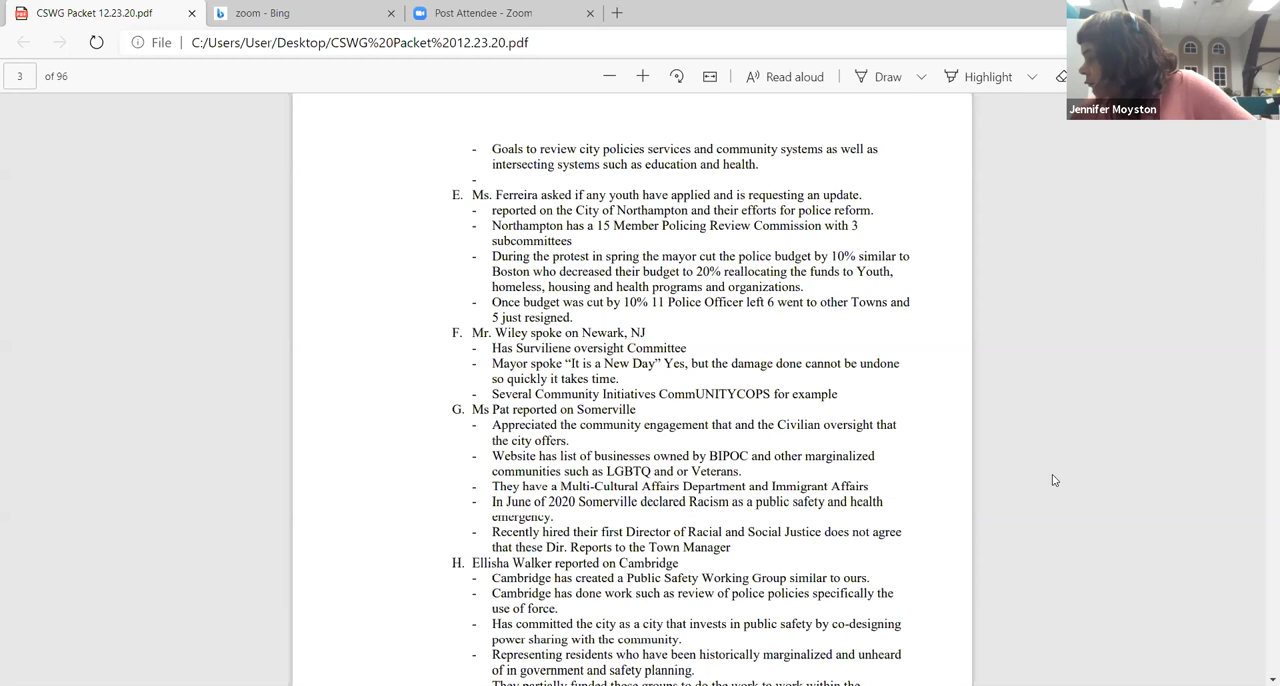 CSWG Packet 12.23.20.pdf
zoom - Bing
Post Attendee - Zoom
File
C:/Users/User/Desktop/CSWG%20Packet%2012.23.20.pdf
3 of 96
Read aloud
Draw
Highlight
Jennifer Moyston
- Goals to review city policies services and community systems as well as
intersecting systems such as education and health.
-
E. Ms. Ferreira asked if any youth have applied and is requesting an update.
- reported on the City of Northampton and their efforts for police reform.
- Northampton has a 15 Member Policing Review Commission with 3
subcommittees
- During the protest in spring the mayor cut the police budget by 10% similar to
Boston who decreased their budget to 20% reallocating the funds to Youth,
homeless, housing and health programs and organizations.
- Once budget was cut by 10% 11 Police Officer left 6 went to other Towns and
5 just resigned.
F. Mr. Wiley spoke on Newark, NJ
- Has Surviliene oversight Committee
- Mayor spoke “It is a New Day” Yes, but the damage done cannot be undone
so quickly it takes time.
- Several Community Initiatives CommUNITYCOPS for example
G. Ms Pat reported on Somerville
- Appreciated the community engagement that and the Civilian oversight that
the city offers.
- Website has list of businesses owned by BIPOC and other marginalized
communities such as LGBTQ and or Veterans.
- They have a Multi-Cultural Affairs Department and Immigrant Affairs
- In June of 2020 Somerville declared Racism as a public safety and health
emergency.
- Recently hired their first Director of Racial and Social Justice does not agree
that these Dir. Reports to the Town Manager
H. Ellisha Walker reported on Cambridge
- Cambridge has created a Public Safety Working Group similar to ours.
- Cambridge has done work such as review of police policies specifically the
use of force.
- Has committed the city as a city that invests in public safety by co-designing
power sharing with the community.
- Representing residents who have been historically marginalized and unheard
of in government and safety planning.
- They partially funded these groups to do the work to work within the